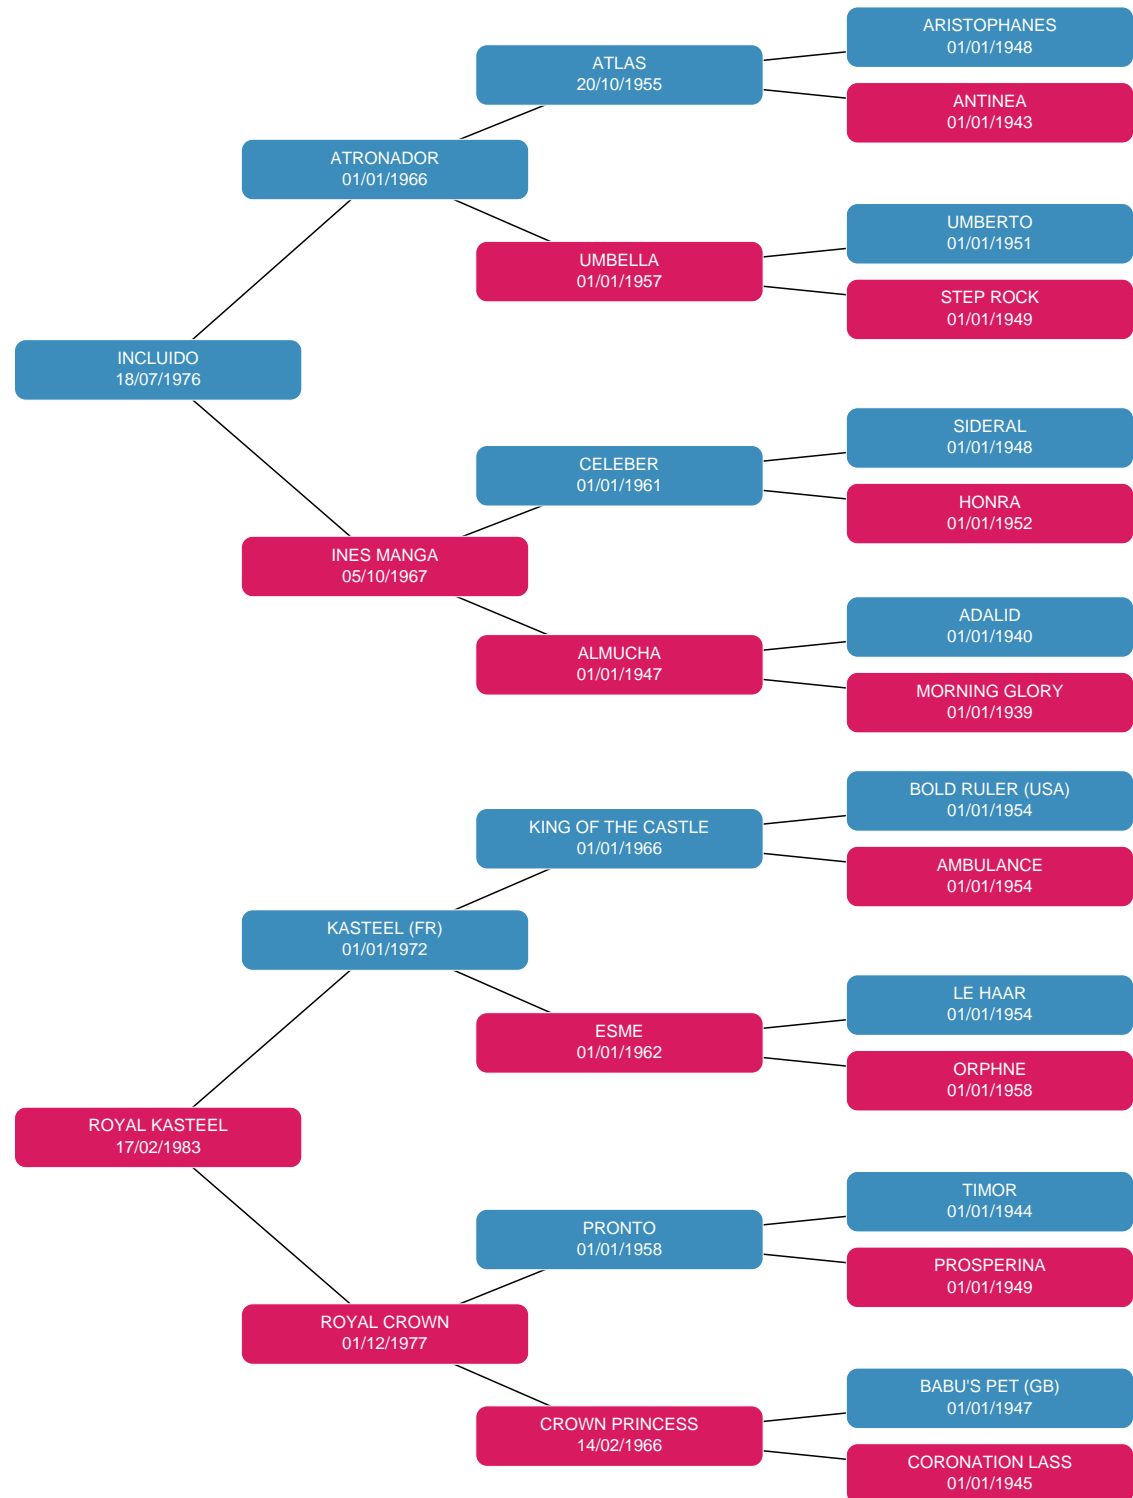 ARISTOPHANES
01/01/1948
ATLAS
20/10/1955
ANTINEA
01/01/1943
ATRONADOR
01/01/1966
UMBERTO
01/01/1951
UMBELLA
01/01/1957
STEP ROCK
01/01/1949
INCLUIDO
18/07/1976
SIDERAL
01/01/1948
CELEBER
01/01/1961
HONRA
01/01/1952
INES MANGA
05/10/1967
ADALID
01/01/1940
ALMUCHA
01/01/1947
MORNING GLORY
01/01/1939
BOLD RULER (USA)
01/01/1954
KING OF THE CASTLE
01/01/1966
AMBULANCE
01/01/1954
KASTEEL (FR)
01/01/1972
LE HAAR
01/01/1954
ESME
01/01/1962
ORPHNE
01/01/1958
ROYAL KASTEEL
17/02/1983
TIMOR
01/01/1944
PRONTO
01/01/1958
PROSPERINA
01/01/1949
ROYAL CROWN
01/12/1977
BABU'S PET (GB)
01/01/1947
CROWN PRINCESS
14/02/1966
CORONATION LASS
01/01/1945